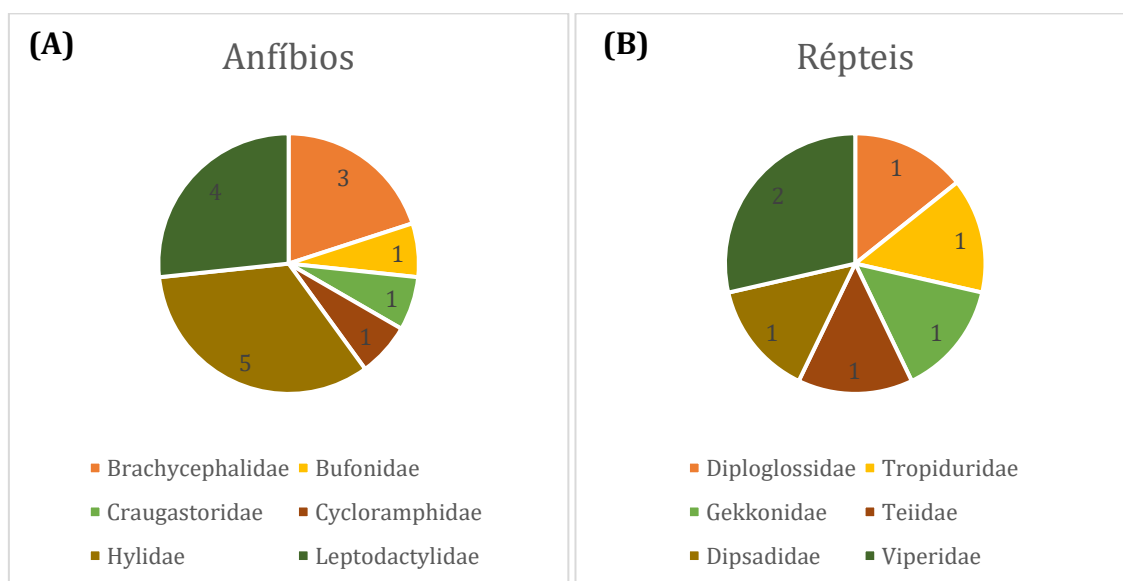 (A)
Anfíbios
4
3
1
1
1
5
Brachycephalidae Bufonidae
Craugastoridae Cycloramphidae
Hylidae Leptodactylidae
(B)
Répteis
2
1
1
1
1
1
Diploglossidae Tropiduridae
Gekkonidae Teiidae
Dipsadidae Viperidae